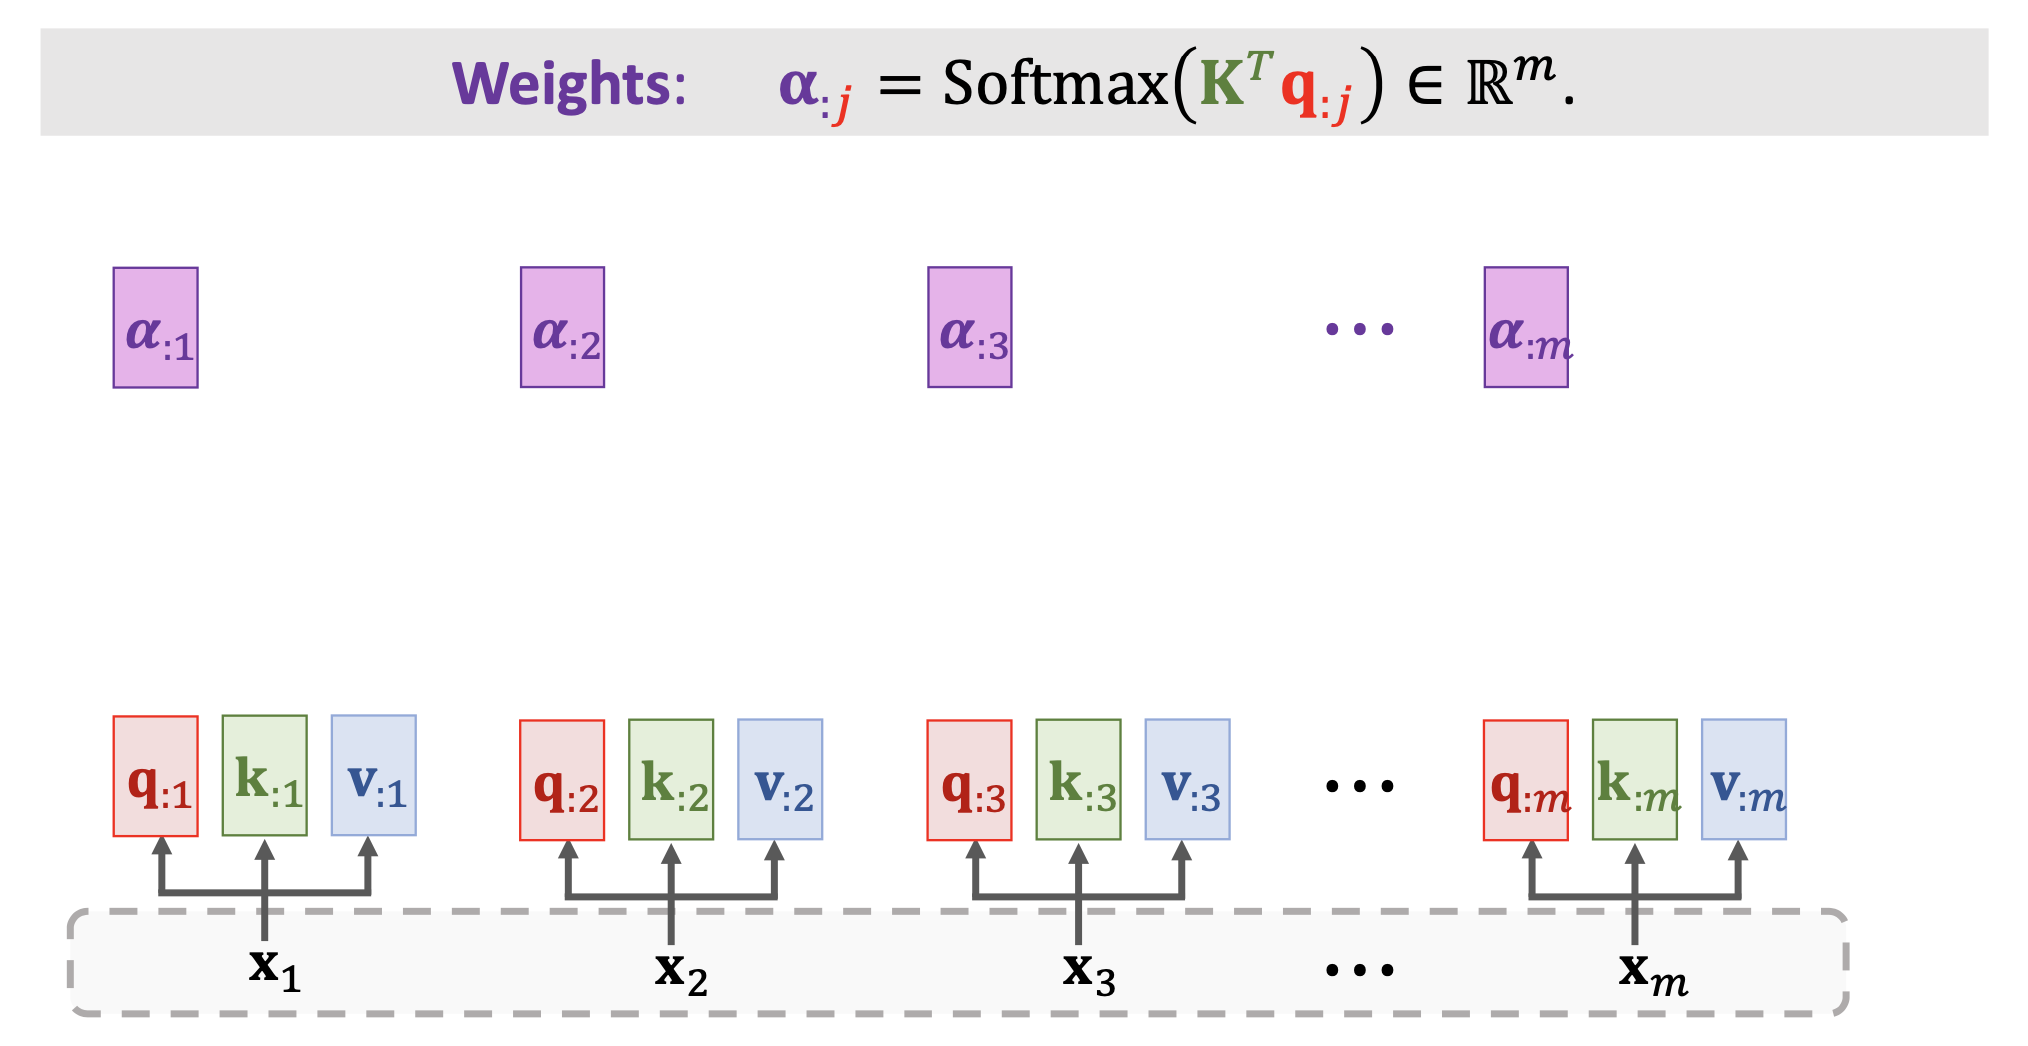 Weights: α:j = Softmax(Kᵀ q:j) ∈ ℝᵐ.
α:1 α:2 α:3 ⋯ α:m
q:1 k:1 v:1 q:2 k:2 v:2 q:3 k:3 v:3 ⋯ q:m k:m v:m
x1 x2 x3 ⋯ xm